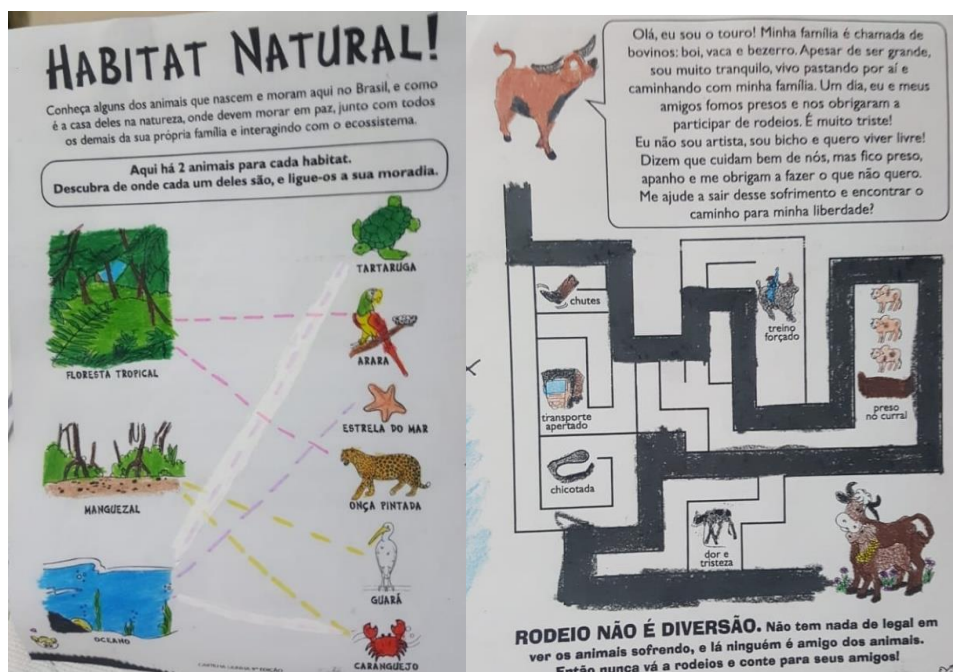 HABITAT NATURAL!
Conheça alguns dos animais que nascem e moram aqui no Brasil, e como
é a casa deles na natureza, onde devem morar em paz, junto com todos
os demais da sua própria família e interagindo com o ecossistema.
Aqui há 2 animais para cada habitat.
Descubra de onde cada um deles são, e ligue-os a sua moradia.
TARTARUGA
ARARA
FLORESTA TROPICAL
ESTRELA DO MAR
ONÇA PINTADA
MANGUEZAL
GUARÁ
OCEANO
CARANGUEJO
Olá, eu sou o touro! Minha família é chamada de
bovinos: boi, vaca e bezerro. Apesar de ser grande,
sou muito tranquilo, vivo pastando por aí e
caminhando com minha família. Um dia, eu e meus
amigos fomos presos e nos obrigaram a
participar de rodeios. É muito triste!
Eu não sou artista, sou bicho e quero viver livre!
Dizem que cuidam bem de nós, mas fico preso,
apanho e me obrigam a fazer o que não quero.
Me ajude a sair desse sofrimento e encontrar o
caminho para minha liberdade?
chutes
treino
forçado
transporte
apertado
preso
no curral
chicotada
dor e
tristeza
RODEIO NÃO É DIVERSÃO. Não tem nada de legal em
ver os animais sofrendo, e lá ninguém é amigo dos animais.
Então nunca vá a rodeios e conte para seus amigos!